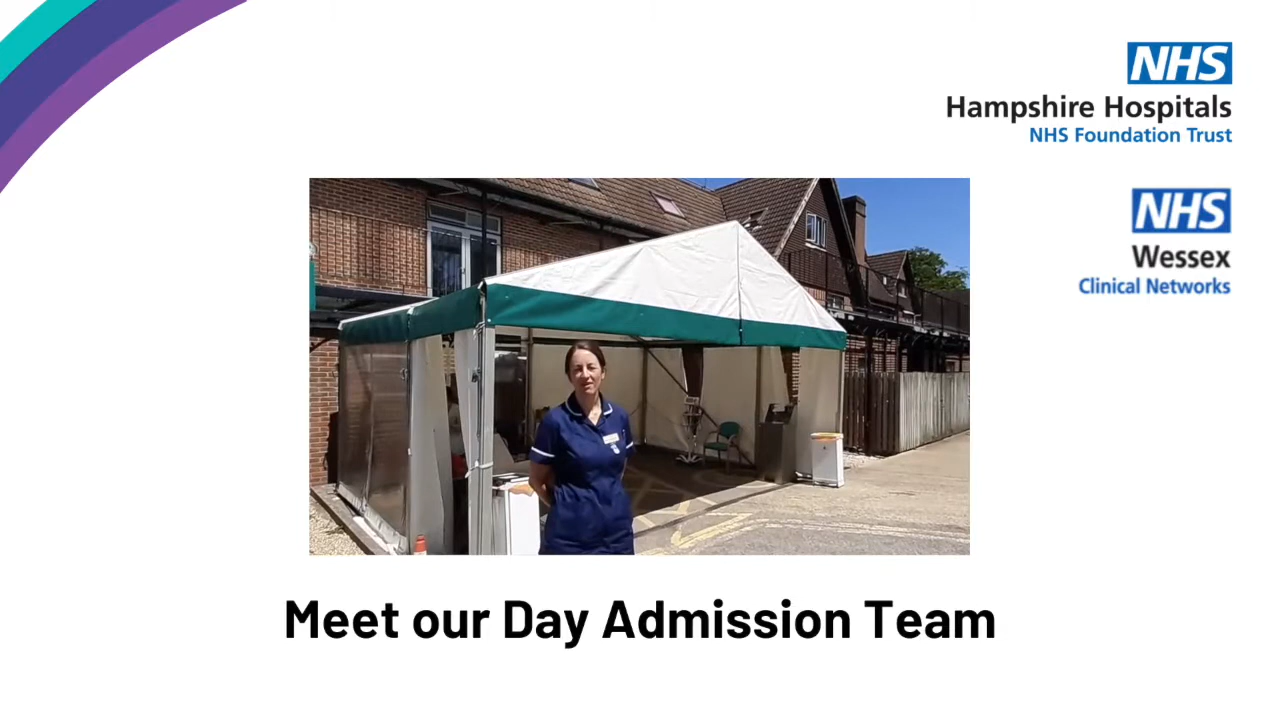 NHS
Hampshire Hospitals
NHS Foundation Trust
NHS
Wessex
Clinical Networks
Meet our Day Admission Team